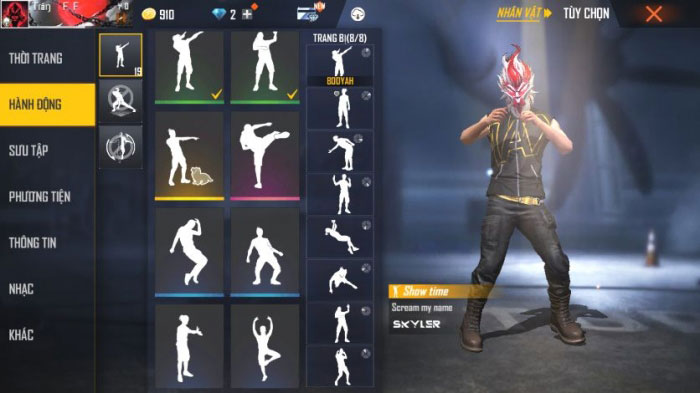 Trần F.F
910
2
NEW
NHÂN VẬT
TÙY CHỌN
THỜI TRANG
HÀNH ĐỘNG
SƯU TẬP
PHƯƠNG TIỆN
THÔNG TIN
NHẠC
KHÁC
19
TRANG BỊ(8/8)
BOOYAH
Show time
Scream my name
SKYLER